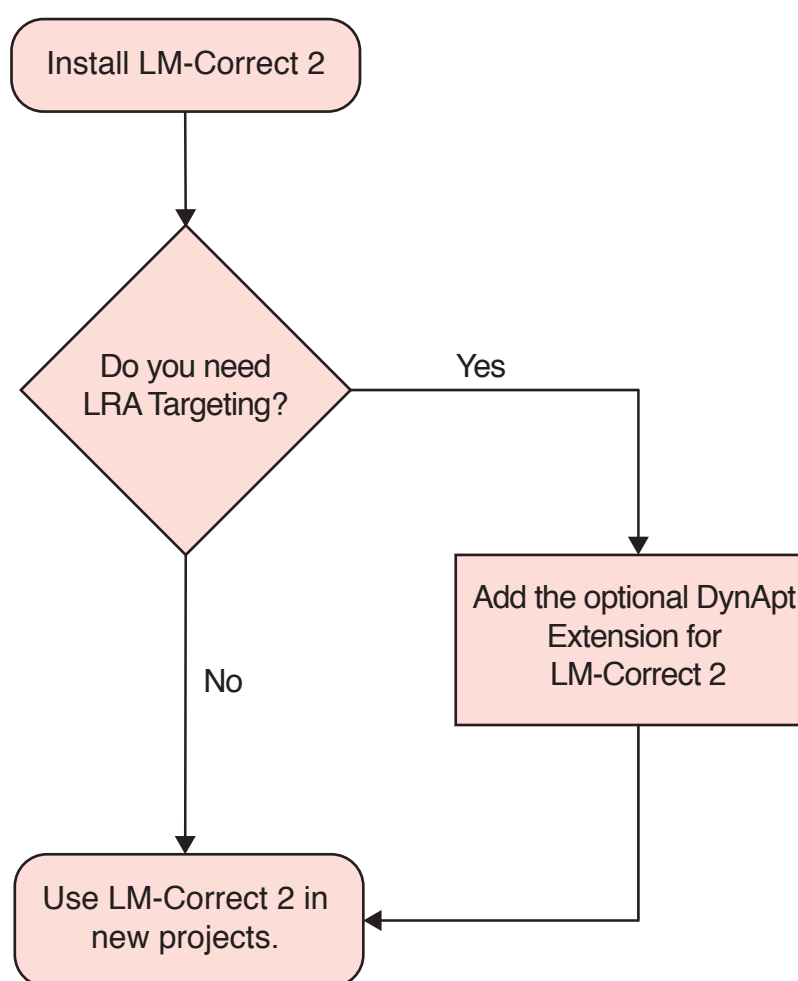 Install LM-Correct 2
Do you need
LRA Targeting?
Yes
Add the optional DynApt
Extension for
LM-Correct 2
No
Use LM-Correct 2 in
new projects.